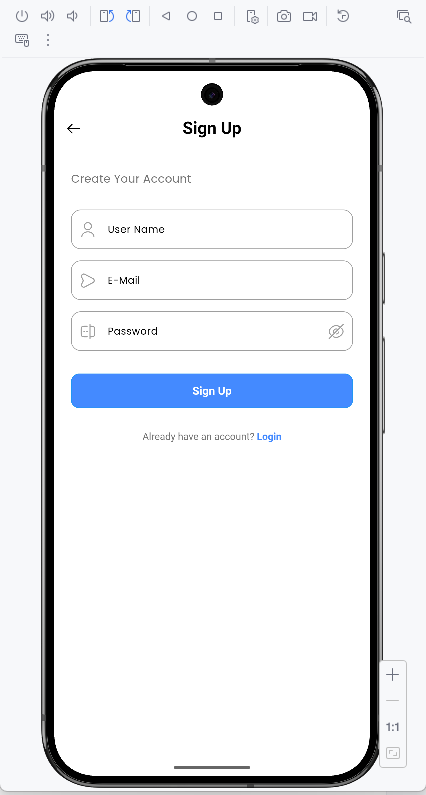 Sign Up
Create Your Account
User Name
E-Mail
Password
Sign Up
Already have an account? Login
1:1